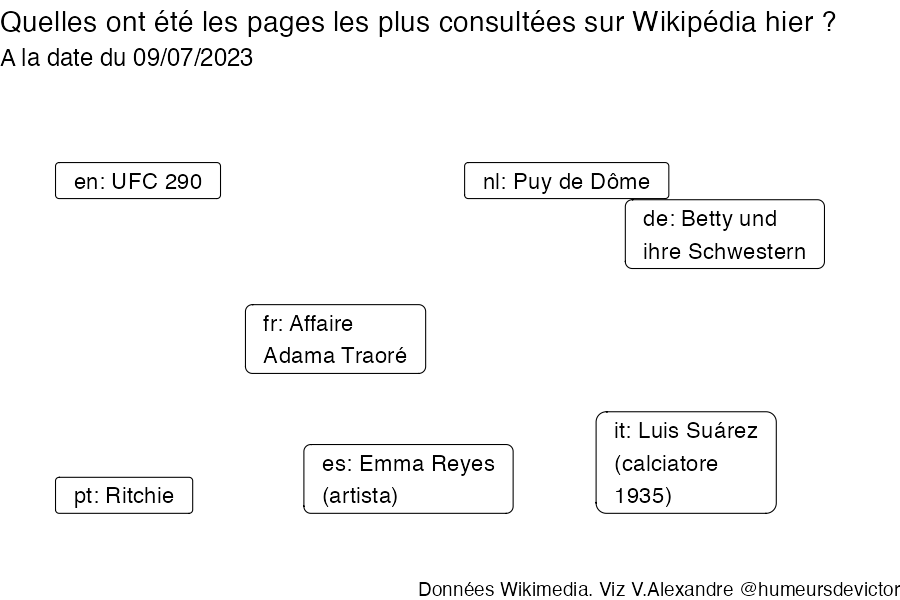 Quelles ont été les pages les plus consultées sur Wikipédia hier ?
A la date du 09/07/2023
en: UFC 290
nl: Puy de Dôme
de: Betty und
ihre Schwestern
fr: Affaire
Adama Traoré
it: Luis Suárez
(calciatore
1935)
es: Emma Reyes
(artista)
pt: Ritchie
Données Wikimedia. Viz V.Alexandre @humeursdevictor